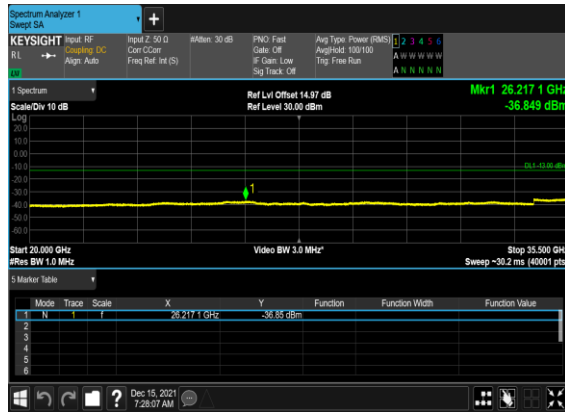 Spectrum Analyzer 1
Swept SA
KEYSIGHT Input: RF Input Z: 50 Ω #Atten: 30 dB PNO: Fast Avg Type: Power (RMS) 1 2 3 4 5 6
RL Coupling: DC Corr CCorr Gate: Off Avg|Hold: 100/100 A W W W W W
Align: Auto Freq Ref: Int (S) IF Gain: Low Trig: Free Run
Sig Track: Off A N N N N N
LW
1 Spectrum Ref Lvl Offset 14.97 dB Mkr1 26.217 1 GHz
Scale/Div 10 dB Ref Level 30.00 dBm -36.849 dBm
Log
20.0
10.0
0.00
-10.0 DL1 -13.00 dBm
-20.0
-30.0 1
-40.0
-50.0
-60.0
Start 20.000 GHz Video BW 3.0 MHz* Stop 35.500 GHz
#Res BW 1.0 MHz Sweep ~30.2 ms (40001 pts)
5 Marker Table
Mode Trace Scale X Y Function Function Width Function Value
1 N 1 f 26.217 1 GHz -36.85 dBm
2
3
4
5
6
? Dec 15, 2021
7:28:07 AM